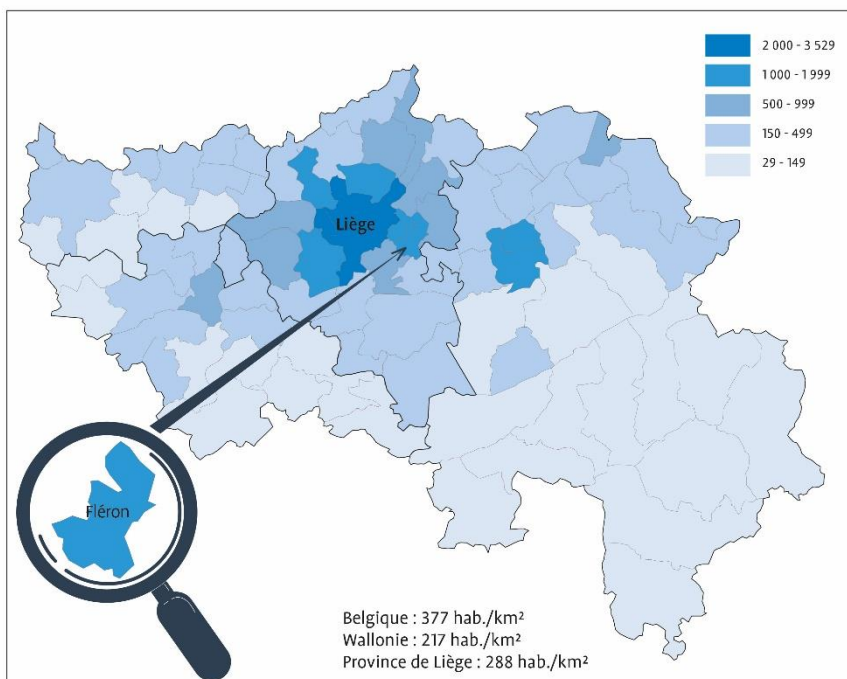 2 000 - 3 529
1 000 - 1 999
500 - 999
150 - 499
29 - 149
Liège
Fléron
Belgique : 377 hab./km²
Wallonie : 217 hab./km²
Province de Liège : 288 hab./km²